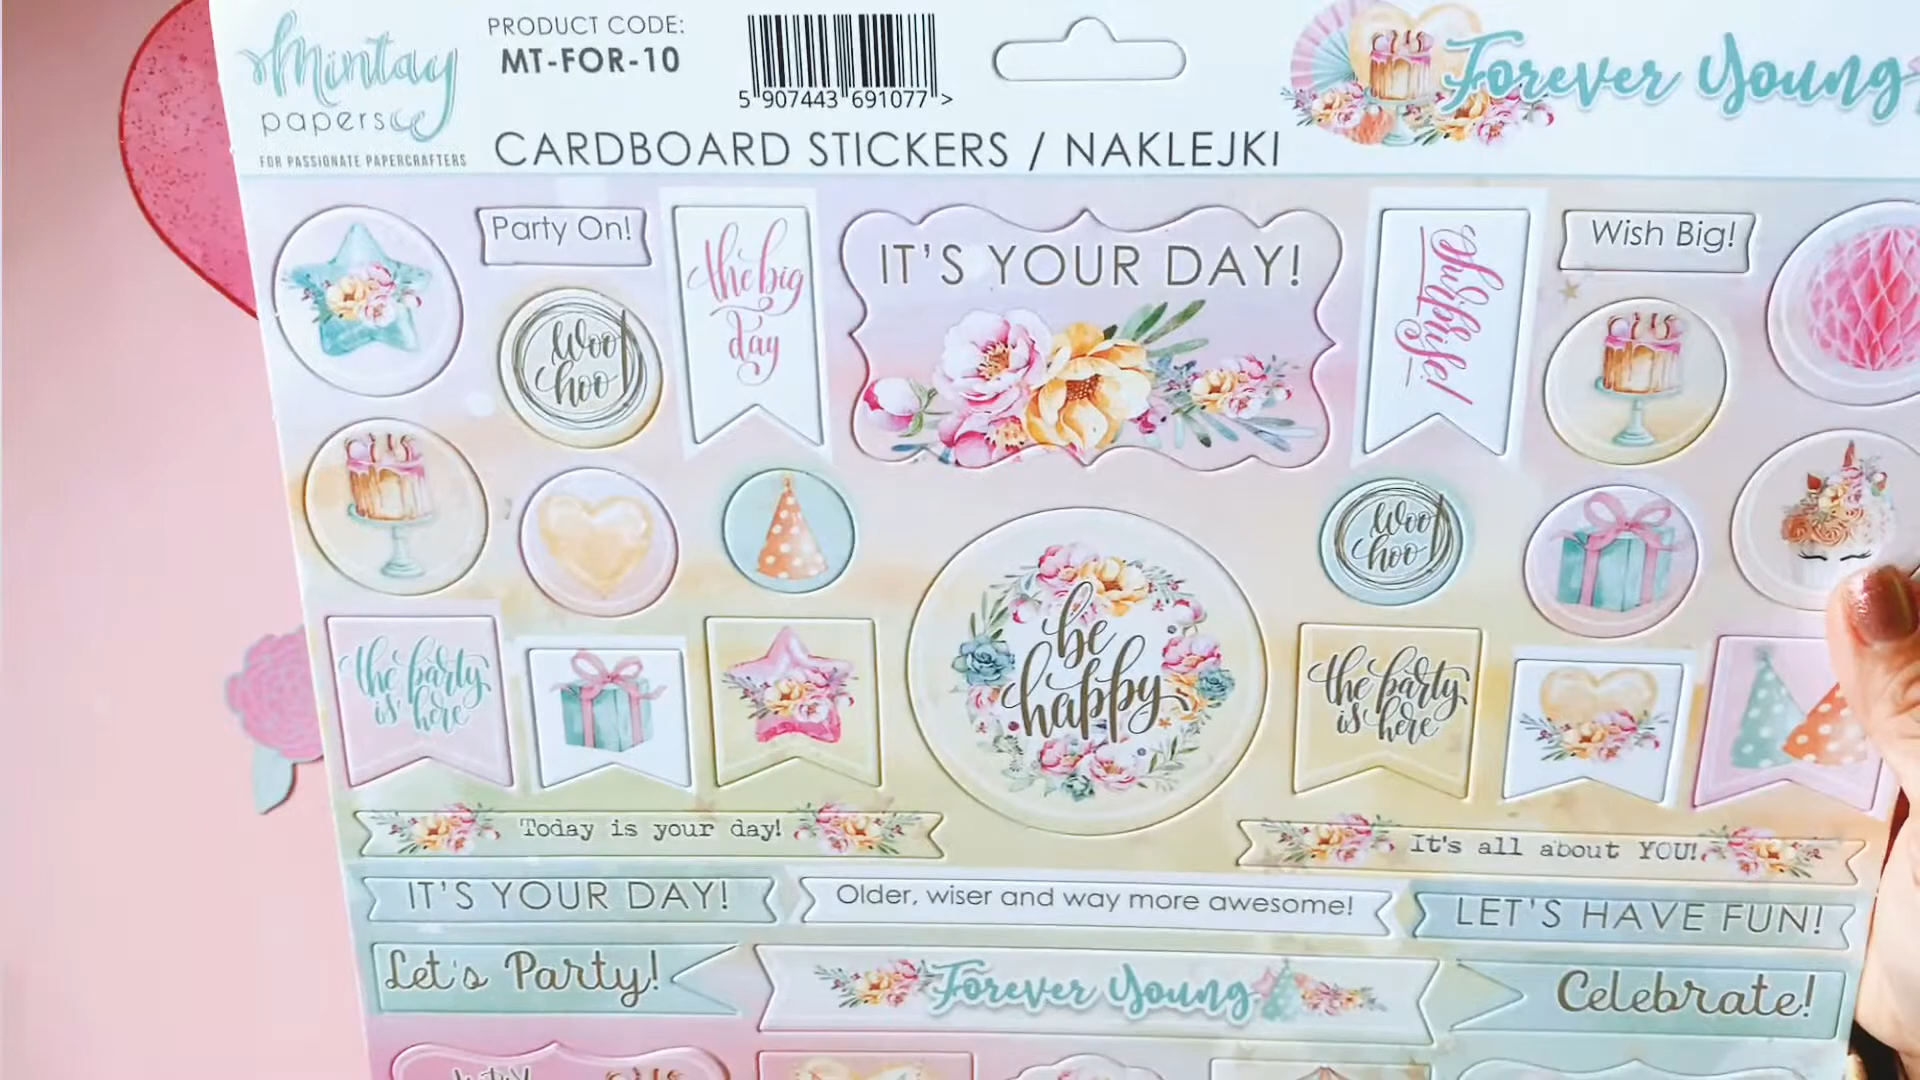 Mintay
papers
FOR PASSIONATE PAPERCRAFTERS
PRODUCT CODE:
MT-FOR-10
5 907443 691077 >
Forever Young
CARDBOARD STICKERS / NAKLEJKI
Party On!
the big
day
IT'S YOUR DAY!
Surprise!
Wish Big!
woo
hoo
woo
hoo
be
happy
the party
is here
the party
is here
Today is your day!
It's all about YOU!
IT'S YOUR DAY!
Older, wiser and way more awesome!
LET'S HAVE FUN!
Let's Party!
Forever Young
Celebrate!